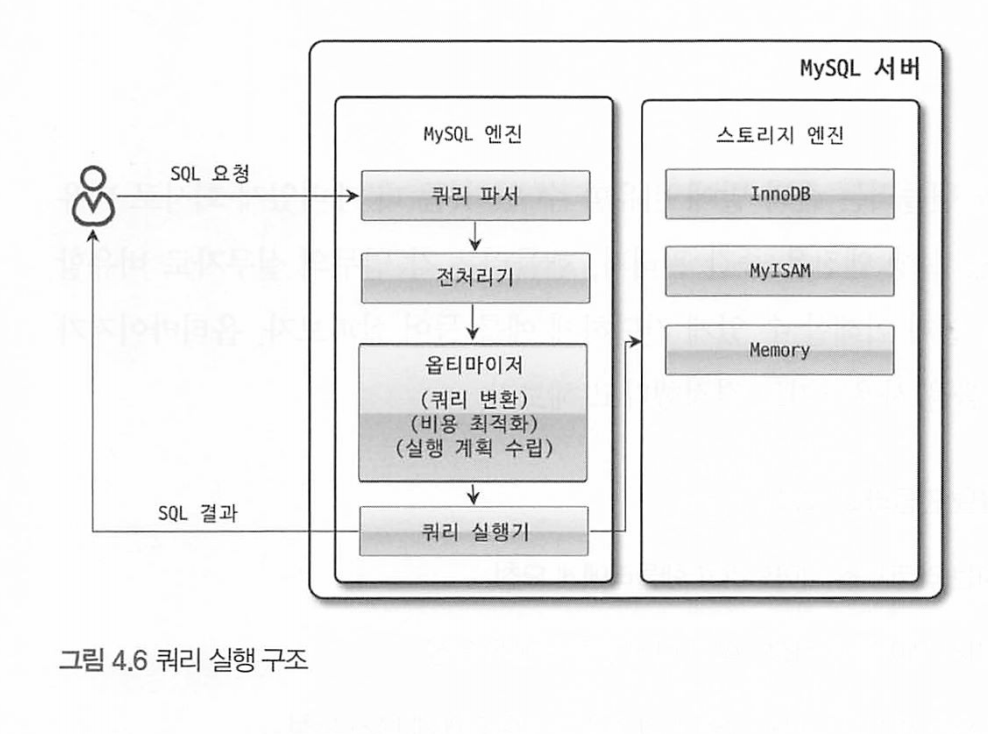 MySQL 서버
MySQL 엔진
스토리지 엔진
SQL 요청
쿼리 파서
전처리기
옵티마이저
(쿼리 변환)
(비용 최적화)
(실행 계획 수립)
쿼리 실행기
SQL 결과
InnoDB
MyISAM
Memory
그림 4.6 쿼리 실행 구조